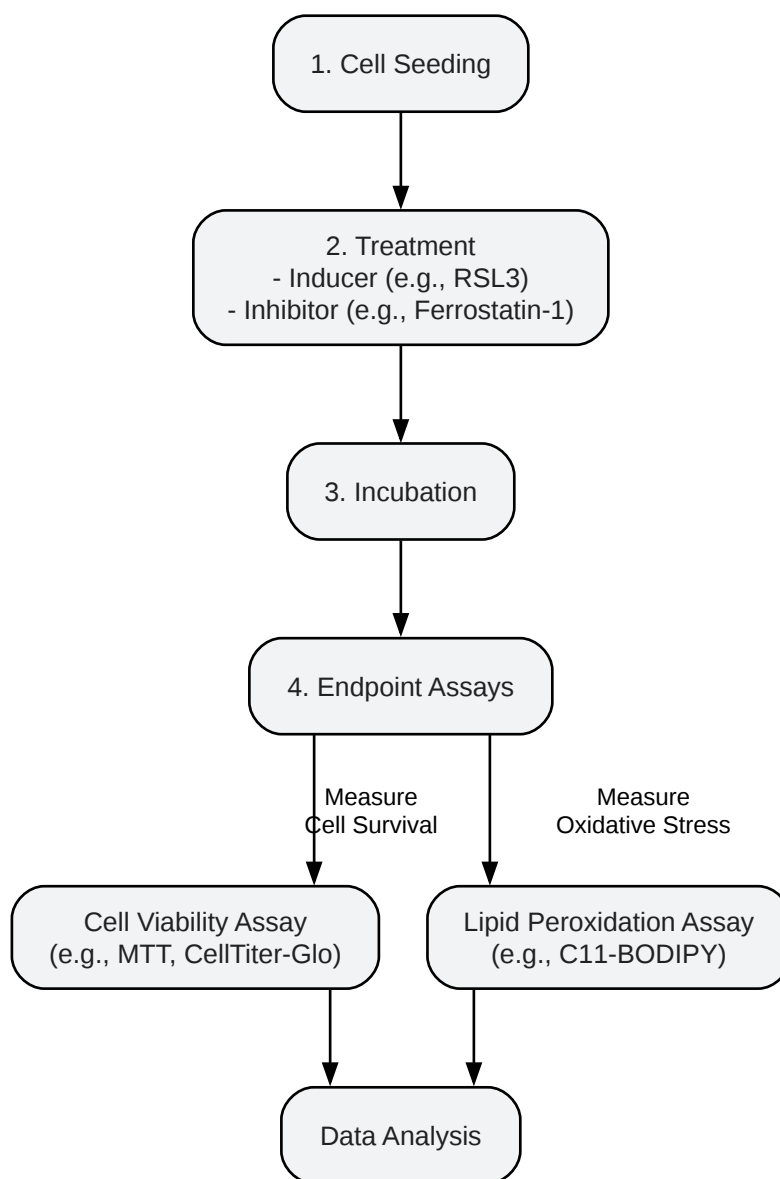 1. Cell Seeding
2. Treatment
- Inducer (e.g., RSL3)
- Inhibitor (e.g., Ferrostatin-1)
3. Incubation
4. Endpoint Assays
Measure
Cell Survival
Measure
Oxidative Stress
Cell Viability Assay
(e.g., MTT, CellTiter-Glo)
Lipid Peroxidation Assay
(e.g., C11-BODIPY)
Data Analysis